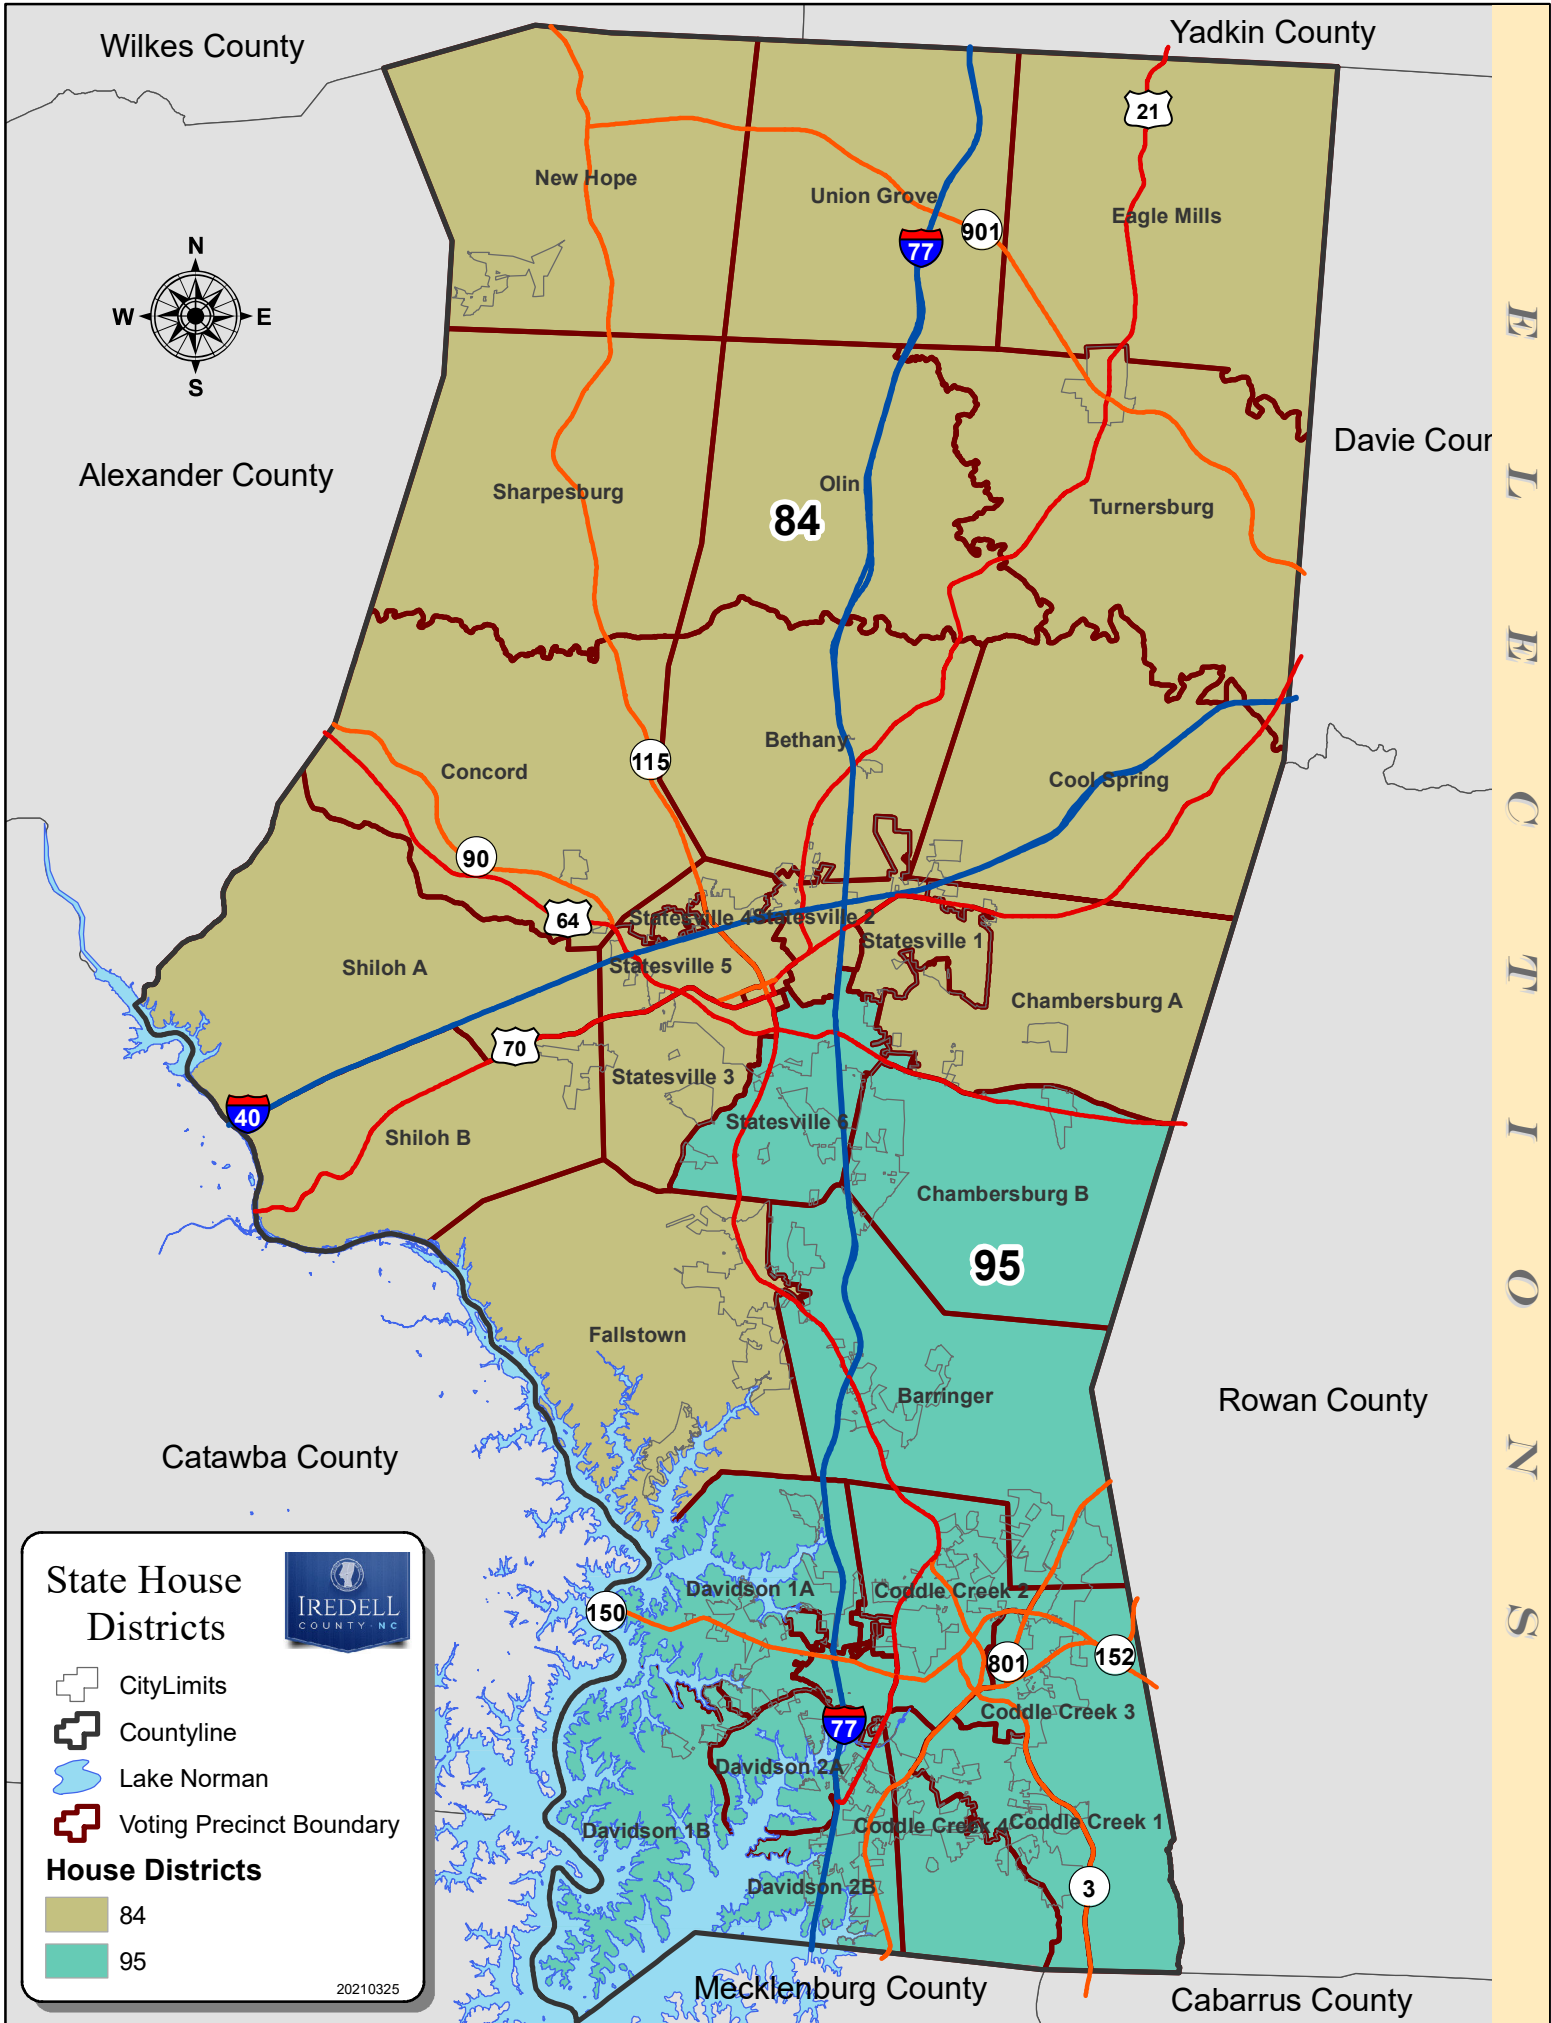 Wilkes County
Yadkin County
21
New Hope
Union Grove
901
Eagle Mills
77
N
W
E
S
Davie Coun
Alexander County
Sharpesburg
Olin
84
Turnersburg
Concord
115
Bethany
Cool Spring
90
64
Statesville 4
Statesville 2
Statesville 1
Shiloh A
Statesville 5
Chambersburg A
70
Statesville 3
40
Shiloh B
Statesville 6
Chambersburg B
95
Fallstown
Barringer
Rowan County
Catawba County
Davidson 1A
Coddle Creek 2
150
801
152
Coddle Creek 3
77
Davidson 2A
Davidson 1B
Coddle Creek 4
Coddle Creek 1
Davidson 2B
3
Mecklenburg County
Cabarrus County
State House
Districts
IREDELL
COUNTY · NC
CityLimits
Countyline
Lake Norman
Voting Precinct Boundary
House Districts
84
95
20210325
ELECTIONS